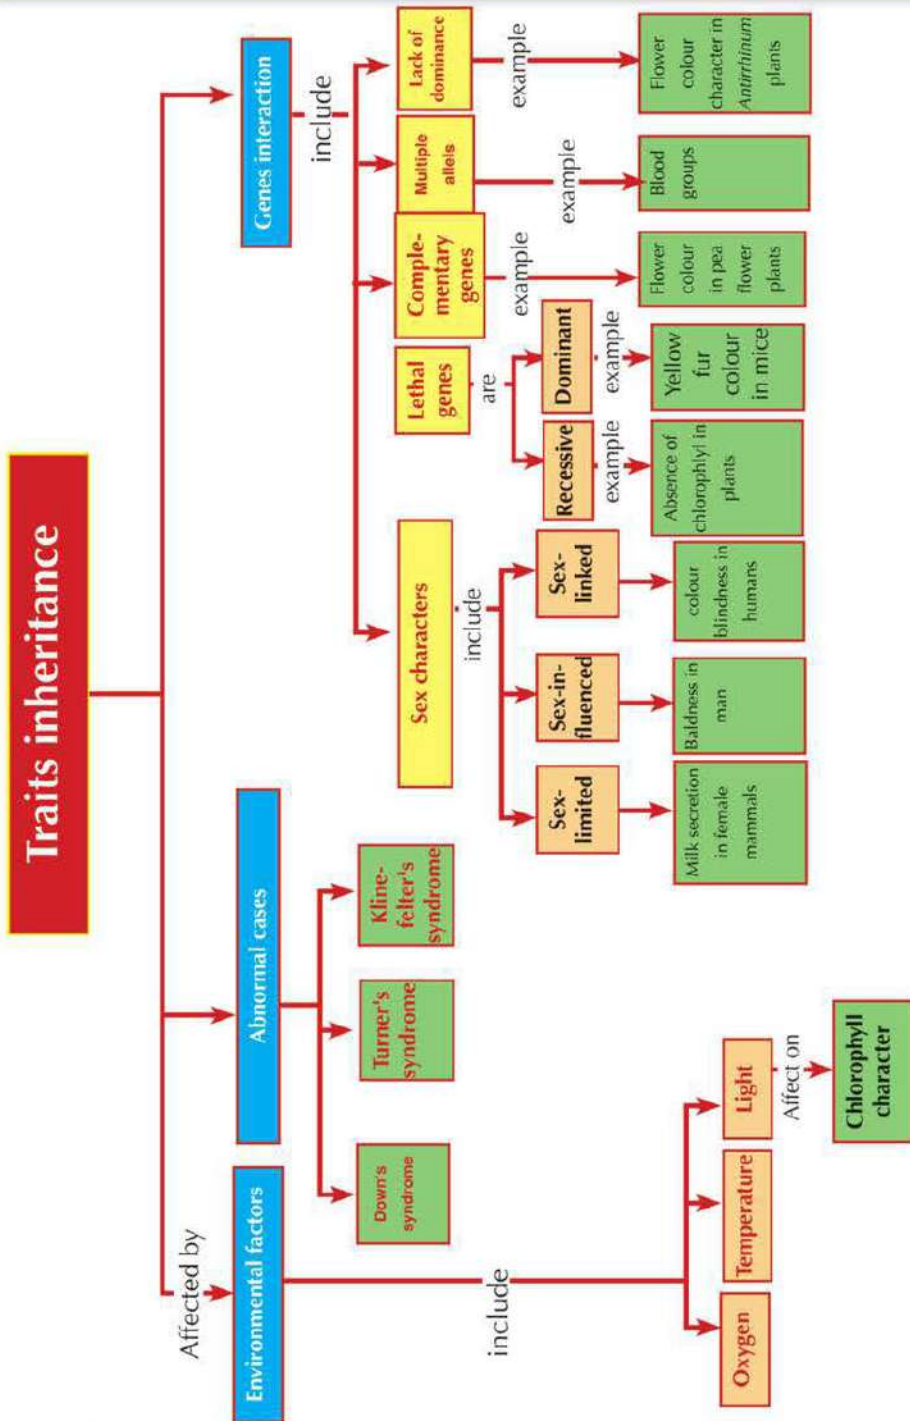 Traits inheritance
Affected by
Environmental factors
Abnormal cases
Genes interaction
include
Down's
syndrome
Turner's
syndrome
Kline-
felter's
syndrome
include
Oxygen
Temperature
Light
Affect on
Chlorophyll
character
Sex characters
Lethal
genes
Comple-
mentary
genes
Multiple
allels
Lack of
dominance
include
are
example
example
example
Sex-
limited
Sex-in-
fluenced
Sex-
linked
Recessive
Dominant
example
example
Milk secretion
in female
mammals
Baldness in
man
colour
blindness in
humans
Absence of
chlorophyl in
plants
Yellow
fur
colour
in mice
Flower
colour
in pea
flower
plants
Blood
groups
Flower
colour
character in
Antirrhinum
plants